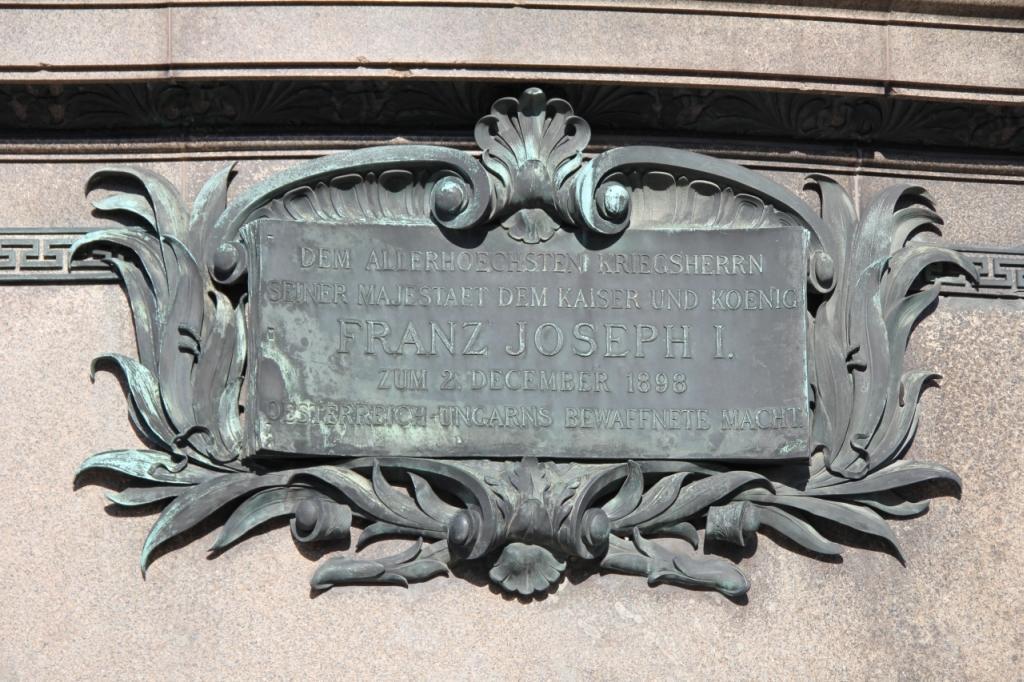 DEM ALLERHOECHSTEN KRIEGSHERRN
SEINER MAJESTAET DEM KAISER UND KOENIG
FRANZ JOSEPH I.
ZUM 2. DECEMBER 1898
OESTERREICH-UNGARNS BEWAFFNETE MACHT.